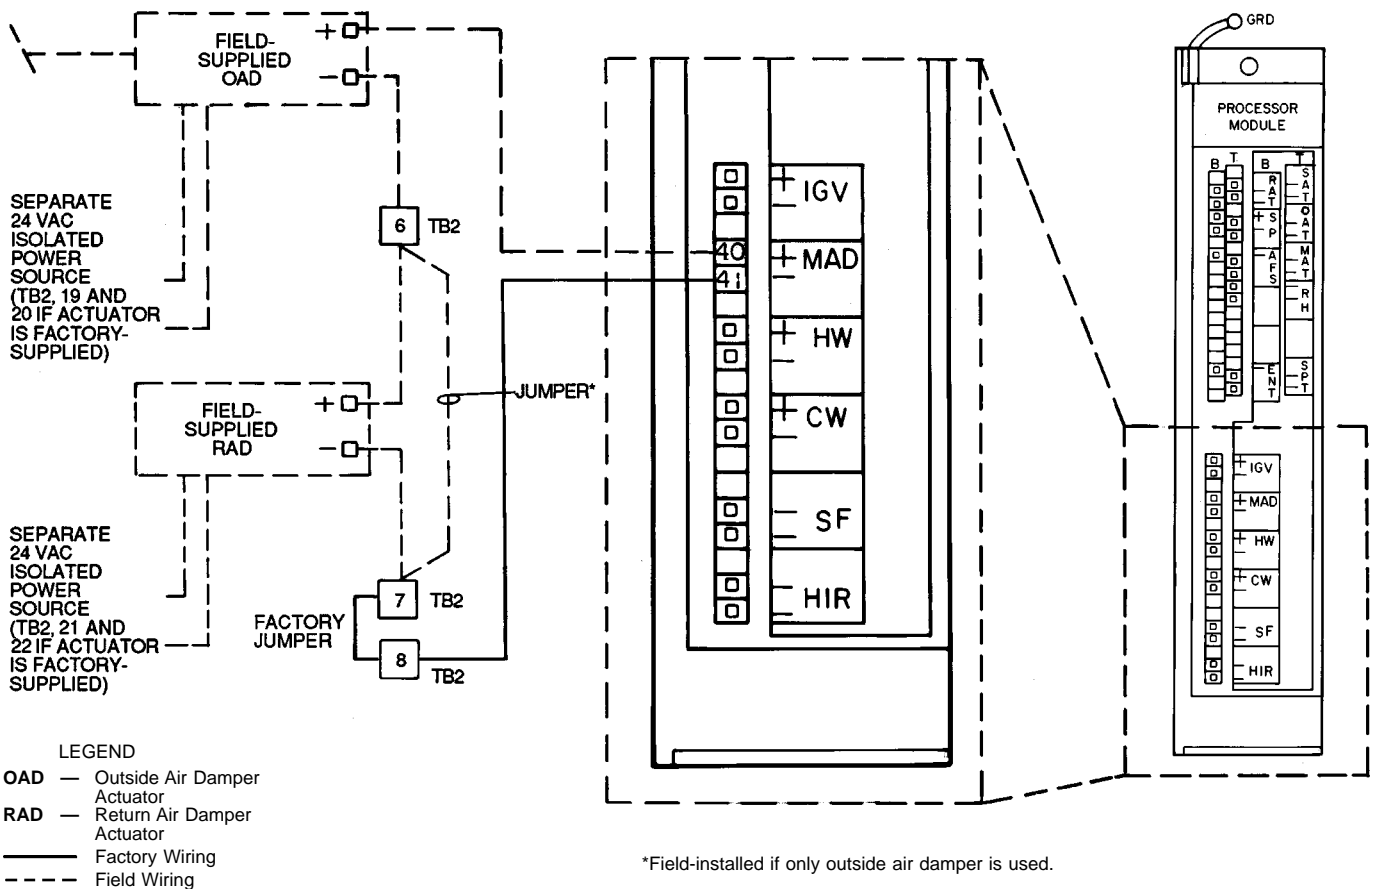 FIELD-
SUPPLIED
OAD
+
−
SEPARATE
24 VAC
ISOLATED
POWER
SOURCE
(TB2, 19 AND
20 IF ACTUATOR
IS FACTORY-
SUPPLIED)
6 TB2
JUMPER*
FIELD-
SUPPLIED
RAD
+
−
SEPARATE
24 VAC
ISOLATED
POWER
SOURCE
(TB2, 21 AND
22 IF ACTUATOR
IS FACTORY-
SUPPLIED)
7 TB2
FACTORY
JUMPER
8 TB2
+ IGV
−
40 + MAD
41 −
+ HW
−
+ CW
−
− SF
−
− HIR
−
GRD
PROCESSOR
MODULE
B T B T
RAT
+ SP
−
AFS
ENT
SAT
OAT
MAT
RH
SPT
+ IGV
−
+ MAD
−
+ HW
−
+ CW
−
− SF
−
− HIR
−
LEGEND
OAD — Outside Air Damper
Actuator
RAD — Return Air Damper
Actuator
Factory Wiring
Field Wiring
*Field-installed if only outside air damper is used.